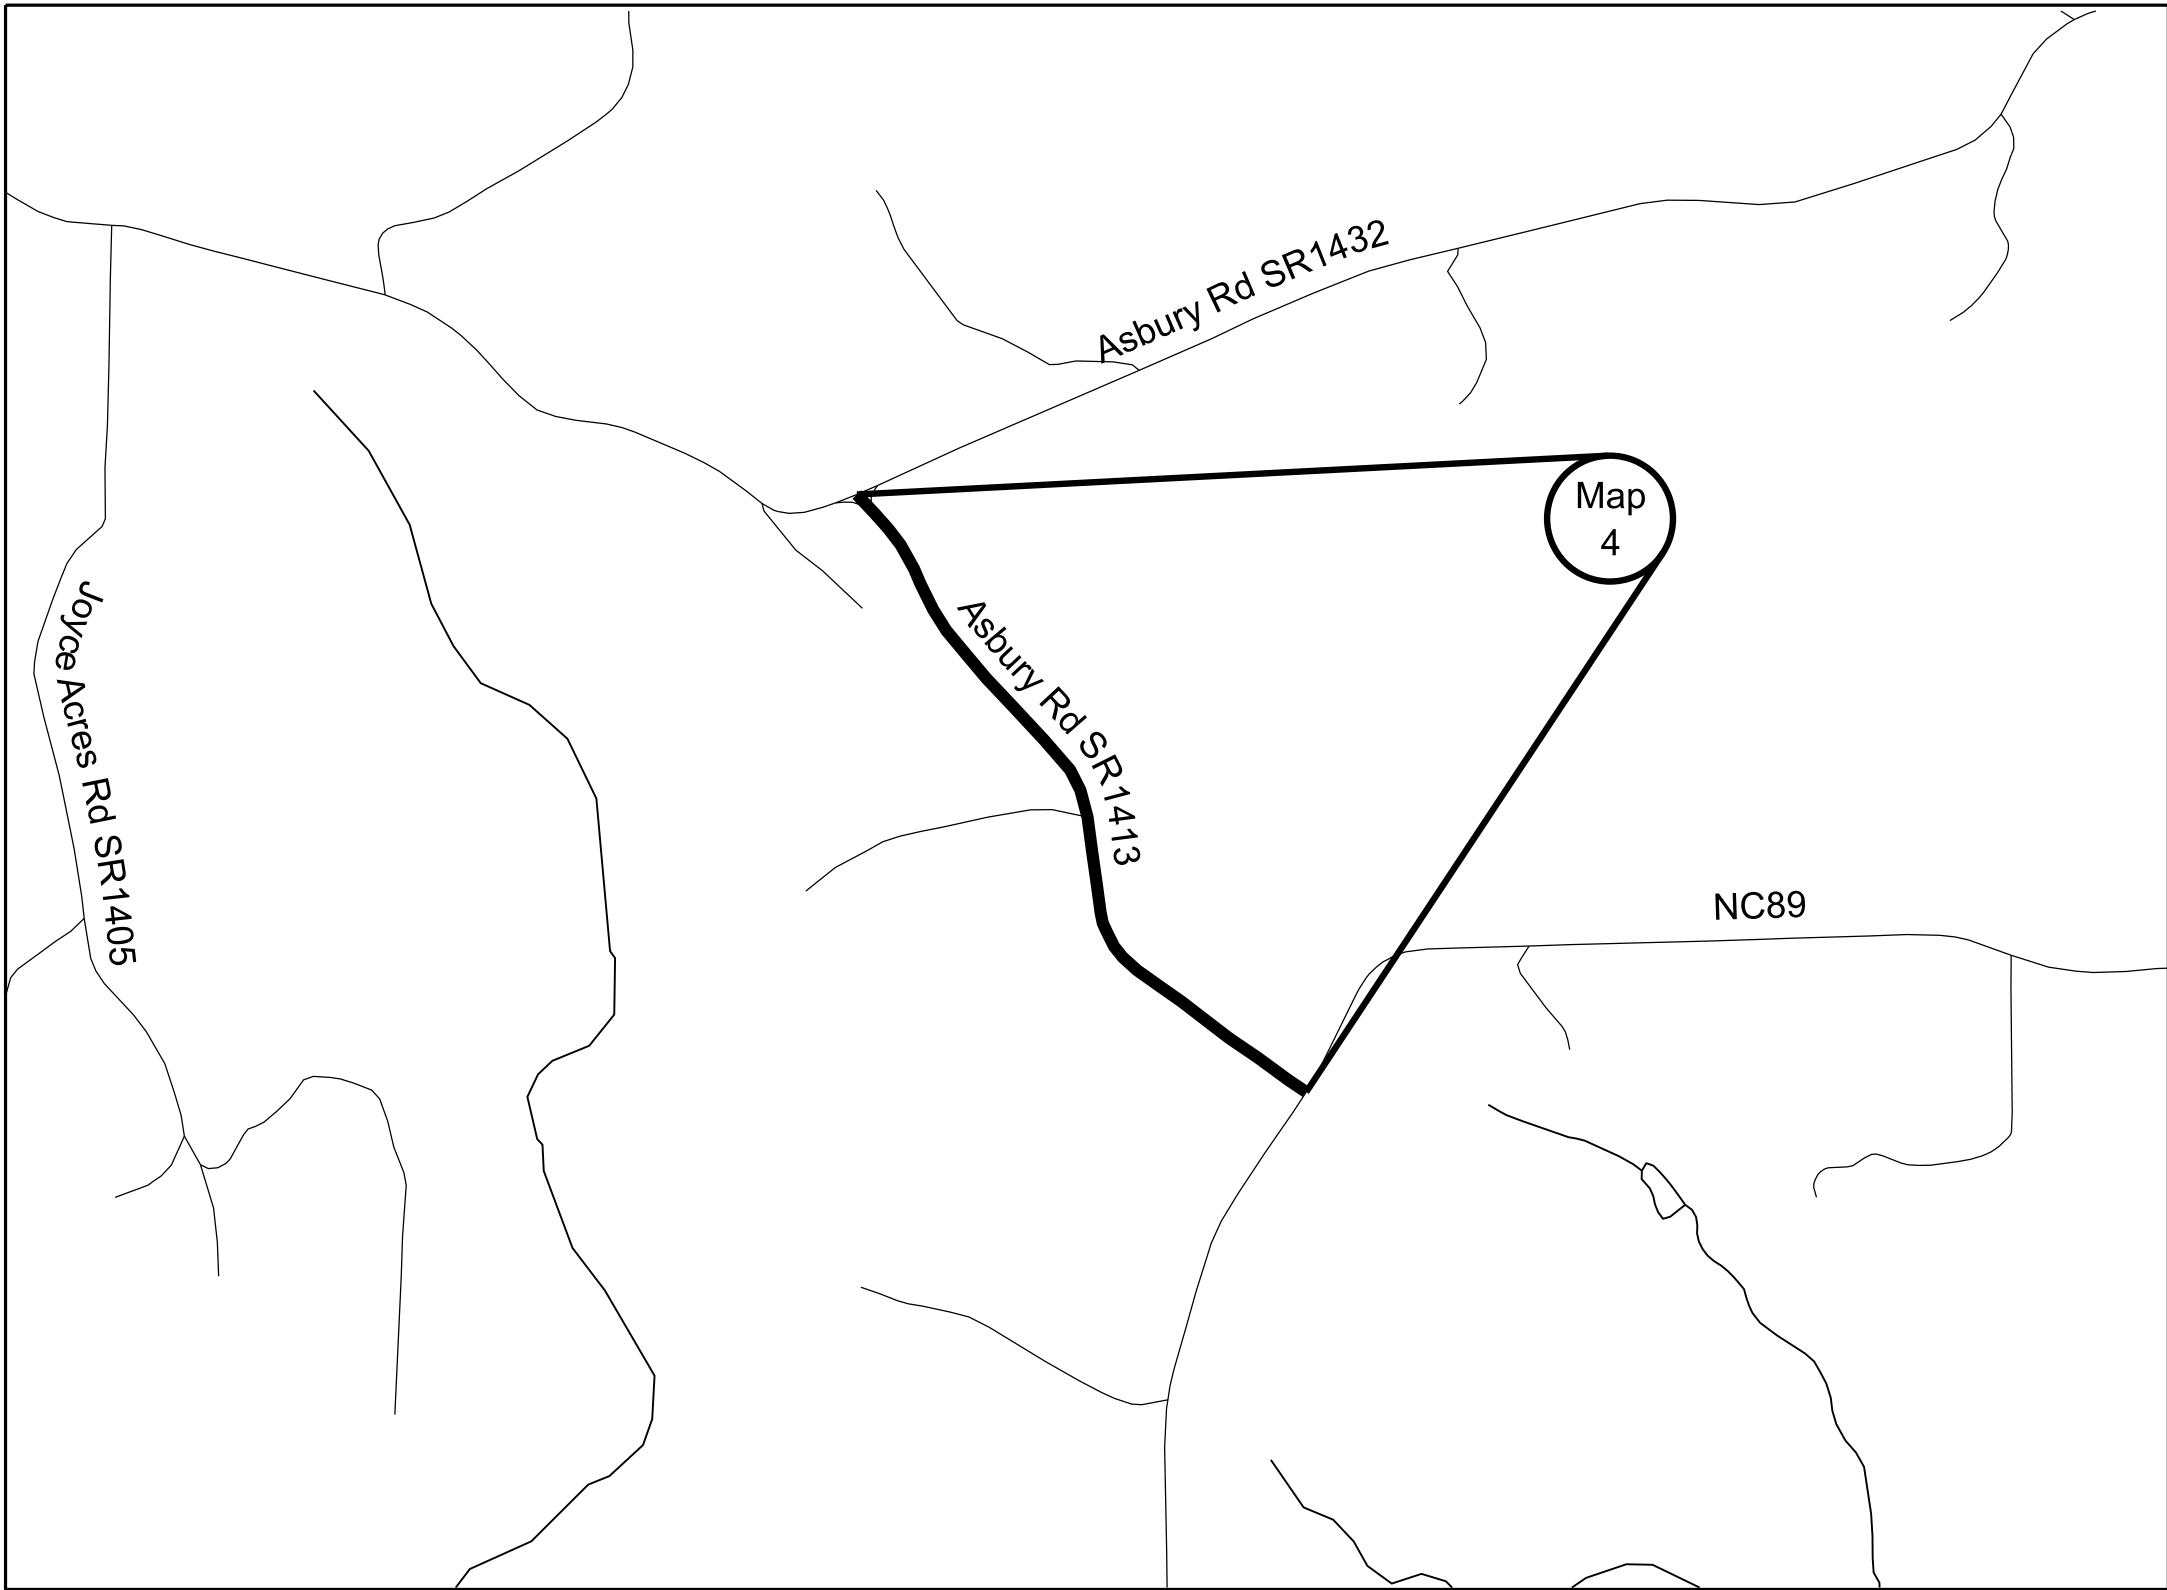 Asbury Rd SR1432
Map
4
Joyce Acres Rd SR1405
Asbury Rd SR1413
NC89